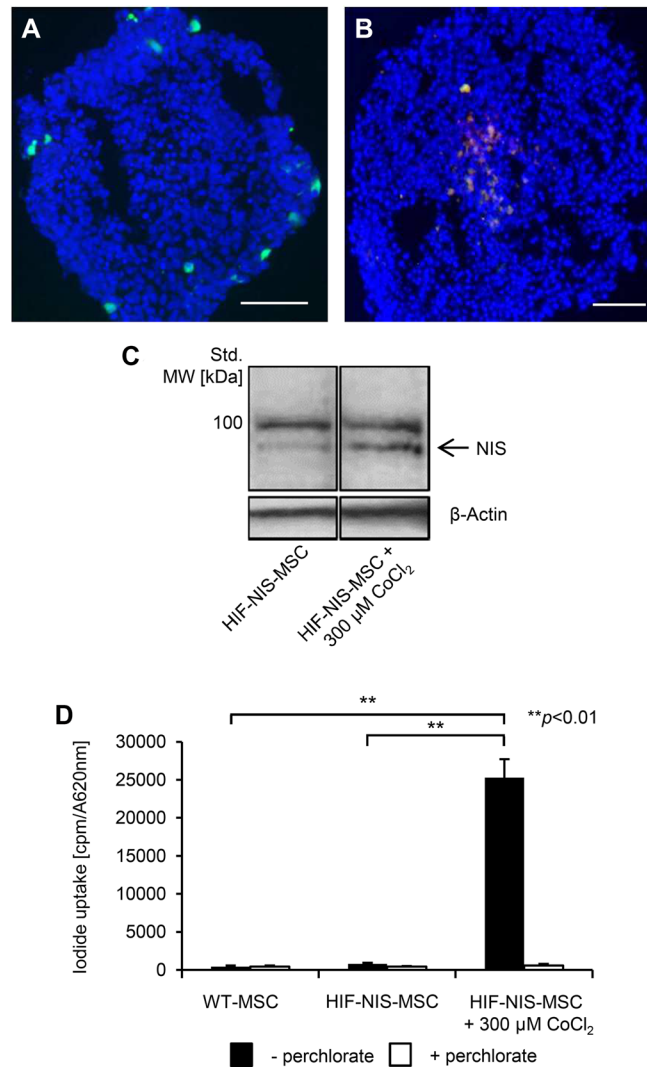 A
B
C
Std.
MW [kDa]
100
NIS
β-Actin
HIF-NIS-MSC
HIF-NIS-MSC +
300 µM CoCl₂
D
**
**p<0.01
**
Iodide uptake [cpm/A620nm]
30000
25000
20000
15000
10000
5000
0
WT-MSC
HIF-NIS-MSC
HIF-NIS-MSC
+ 300 µM CoCl₂
- perchlorate
+ perchlorate